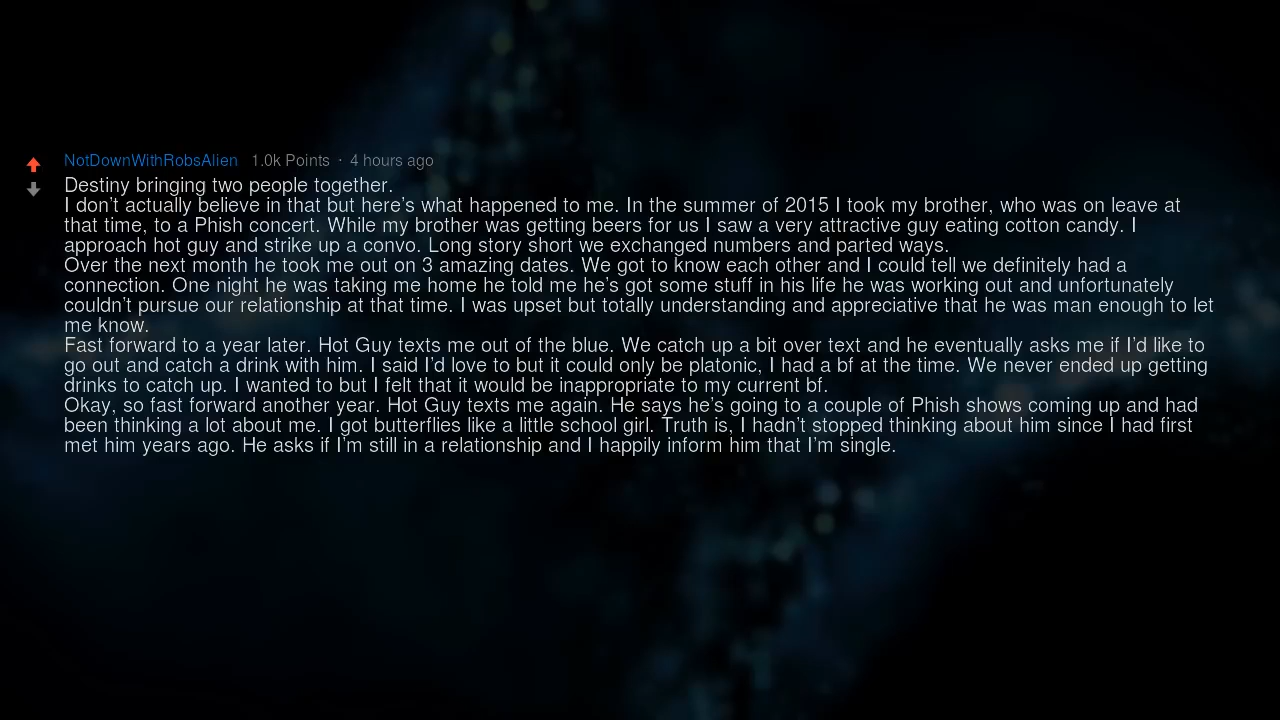 NotDownWithRobsAlien 1.0k Points · 4 hours ago
Destiny bringing two people together.
I don't actually believe in that but here's what happened to me. In the summer of 2015 I took my brother, who was on leave at
that time, to a Phish concert. While my brother was getting beers for us I saw a very attractive guy eating cotton candy. I
approach hot guy and strike up a convo. Long story short we exchanged numbers and parted ways.
Over the next month he took me out on 3 amazing dates. We got to know each other and I could tell we definitely had a
connection. One night he was taking me home he told me he's got some stuff in his life he was working out and unfortunately
couldn't pursue our relationship at that time. I was upset but totally understanding and appreciative that he was man enough to let
me know.
Fast forward to a year later. Hot Guy texts me out of the blue. We catch up a bit over text and he eventually asks me if I'd like to
go out and catch a drink with him. I said I'd love to but it could only be platonic, I had a bf at the time. We never ended up getting
drinks to catch up. I wanted to but I felt that it would be inappropriate to my current bf.
Okay, so fast forward another year. Hot Guy texts me again. He says he's going to a couple of Phish shows coming up and had
been thinking a lot about me. I got butterflies like a little school girl. Truth is, I hadn't stopped thinking about him since I had first
met him years ago. He asks if I'm still in a relationship and I happily inform him that I'm single.